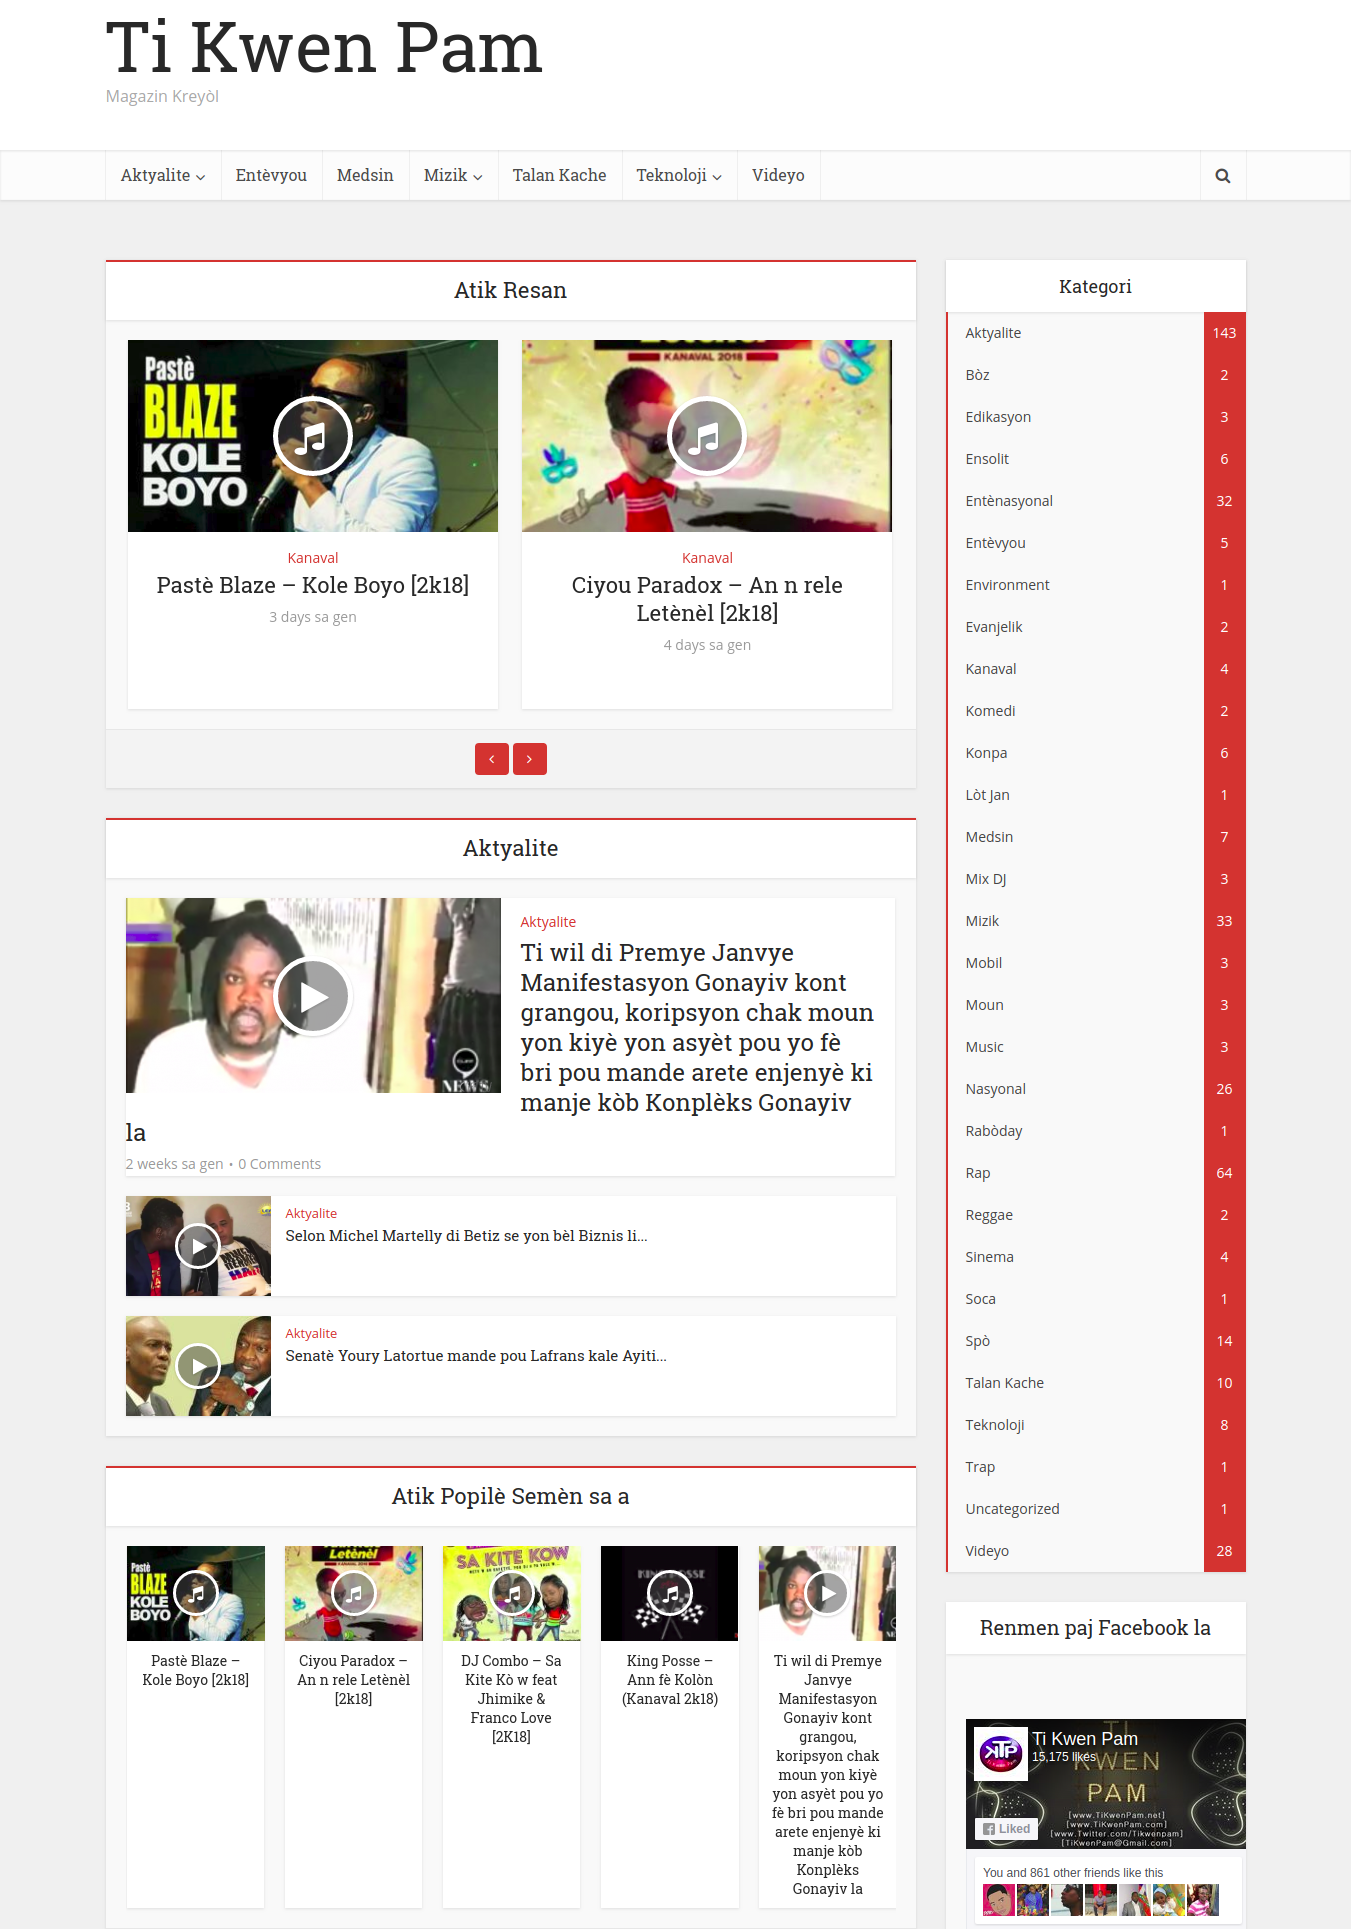 Ti Kwen Pam
Magazin Kreyòl
Aktyalite
Entèvyou
Medsin
Mizik
Talan Kache
Teknoloji
Videyo
Atik Resan
Pastè
BLAZE
KOLE
BOYO
Kanaval
Pastè Blaze – Kole Boyo [2k18]
3 days sa gen
Letènèl
KANAVAL 2018
Kanaval
Ciyou Paradox – An n rele
Letènèl [2k18]
4 days sa gen
Aktyalite
NEWS
Aktyalite
Ti wil di Premye Janvye
Manifestasyon Gonayiv kont
grangou, koripsyon chak moun
yon kiyè yon asyèt pou yo fè
bri pou mande arete enjenyè ki
manje kòb Konplèks Gonayiv
la
2 weeks sa gen • 0 Comments
Aktyalite
Selon Michel Martelly di Betiz se yon bèl Biznis li...
Aktyalite
Senatè Youry Latortue mande pou Lafrans kale Ayiti...
Atik Popilè Semèn sa a
Pastè
BLAZE
KOLE
BOYO
Pastè Blaze –
Kole Boyo [2k18]
Letènèl
KANAVAL 2018
Ciyou Paradox –
An n rele Letènèl
[2k18]
SA KITE KOW
DJ Combo – Sa
Kite Kò w feat
Jhimike &
Franco Love
[2K18]
KING POSSE
King Posse –
Ann fè Kolòn
(Kanaval 2k18)
Ti wil di Premye
Janvye
Manifestasyon
Gonayiv kont
grangou,
koripsyon chak
moun yon kiyè
yon asyèt pou yo
fè bri pou mande
arete enjenyè ki
manje kòb
Konplèks
Gonayiv la
Kategori
Aktyalite 143
Bòz 2
Edikasyon 3
Ensolit 6
Entènasyonal 32
Entèvyou 5
Environment 1
Evanjelik 2
Kanaval 4
Komedi 2
Konpa 6
Lòt Jan 1
Medsin 7
Mix DJ 3
Mizik 33
Mobil 3
Moun 3
Music 3
Nasyonal 26
Rabòday 1
Rap 64
Reggae 2
Sinema 4
Soca 1
Spò 14
Talan Kache 10
Teknoloji 8
Trap 1
Uncategorized 1
Videyo 28
Renmen paj Facebook la
KTP
Ti Kwen Pam
15,175 likes
TI
KWEN
PAM
[www.TiKwenPam.net]
[www.TiKwenPam.com]
[www.Twitter.com/Tikwenpam]
[TiKwenPam@Gmail.com]
Liked
You and 861 other friends like this